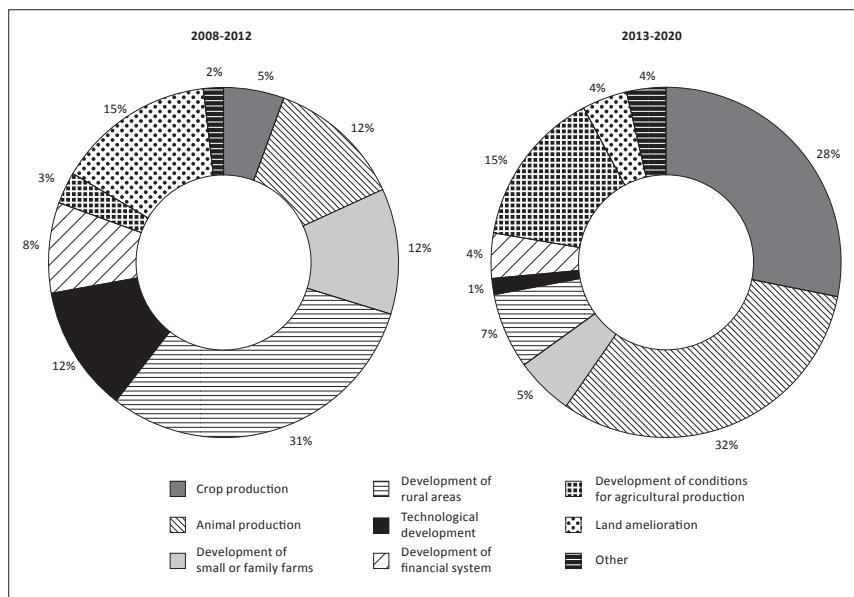 2008-2012
2%
5%
12%
12%
31%
12%
8%
3%
15%
2013-2020
4%
28%
32%
5%
7%
1%
4%
15%
4%
Crop production
Animal production
Development of
small or family farms
Development of
rural areas
Technological
development
Development of
financial system
Development of conditions
for agricultural production
Land amelioration
Other